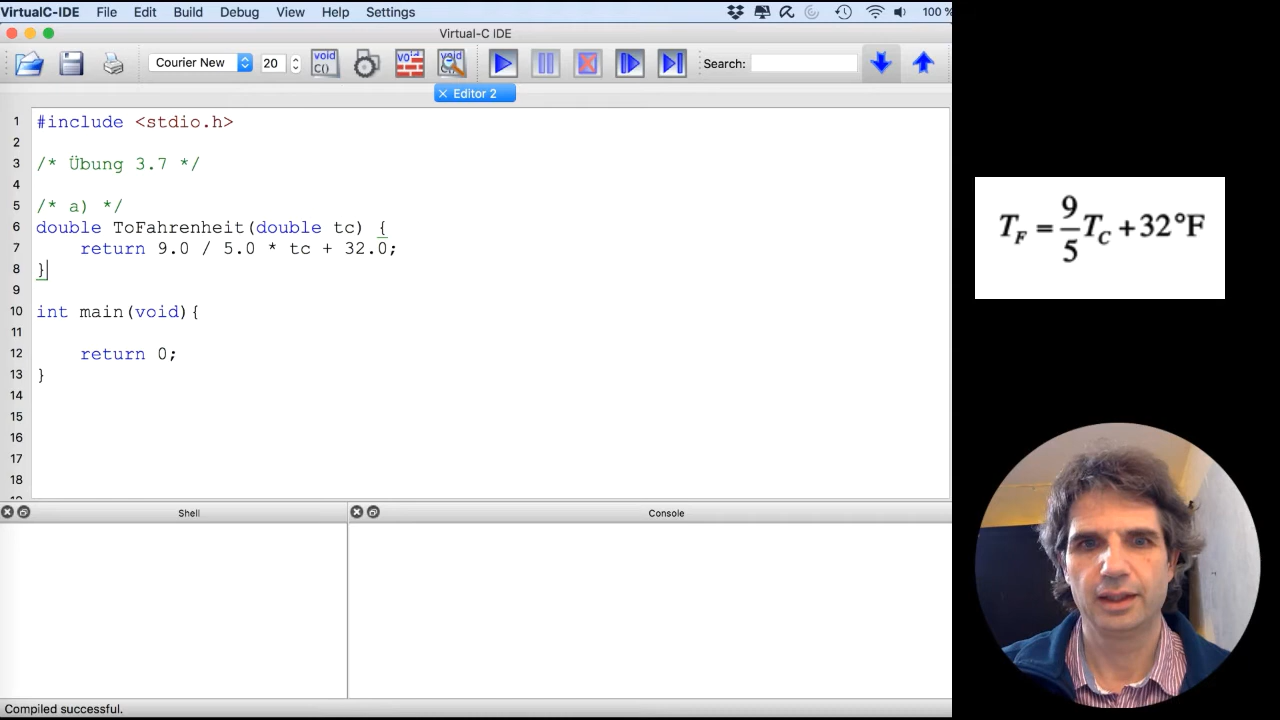 VirtualC-IDE File Edit Build Debug View Help Settings 100 %
Virtual-C IDE
Courier New 20 void C() void void C() Search:
× Editor 2
1 #include <stdio.h>
2
3 /* Übung 3.7 */
4
5 /* a) */
6 double ToFahrenheit(double tc) {
7 return 9.0 / 5.0 * tc + 32.0;
8 }
9
10 int main(void){
11
12 return 0;
13 }
14
15
16
17
18
Shell Console
Compiled successful.
T_F = 9/5 T_C + 32°F